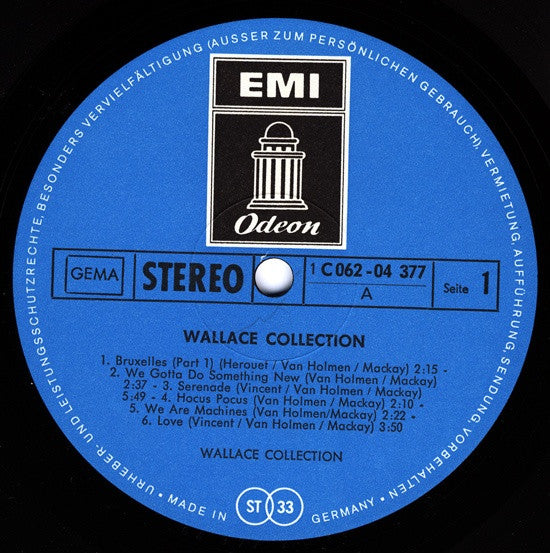 URHEBER- UND LEISTUNGSSCHUTZRECHTE, BESONDERS VERVIELFÄLTIGUNG (AUSSER ZUM PERSÖNLICHEN GEBRAUCH), VERMIETUNG, AUFFÜHRUNG, SENDUNG, VORBEHALTEN
EMI
Odeon
GEMA
STEREO
1 C 062-04 377
A
Seite 1
WALLACE COLLECTION
1. Bruxelles (Part 1) (Herouet / Van Holmen / Mackay) 2:15 -
2. We Gotta Do Something New (Van Holmen / Mackay)
2:37 - 3. Serenade (Vincent / Van Holmen / Mackay)
5:49 - 4. Hocus Pocus (Van Holmen / Mackay) 2:10 -
5. We Are Machines (Van Holmen/Mackay) 2:22 -
6. Love (Vincent / Van Holmen / Mackay) 3:50
WALLACE COLLECTION
• MADE IN GERMANY •
ST 33